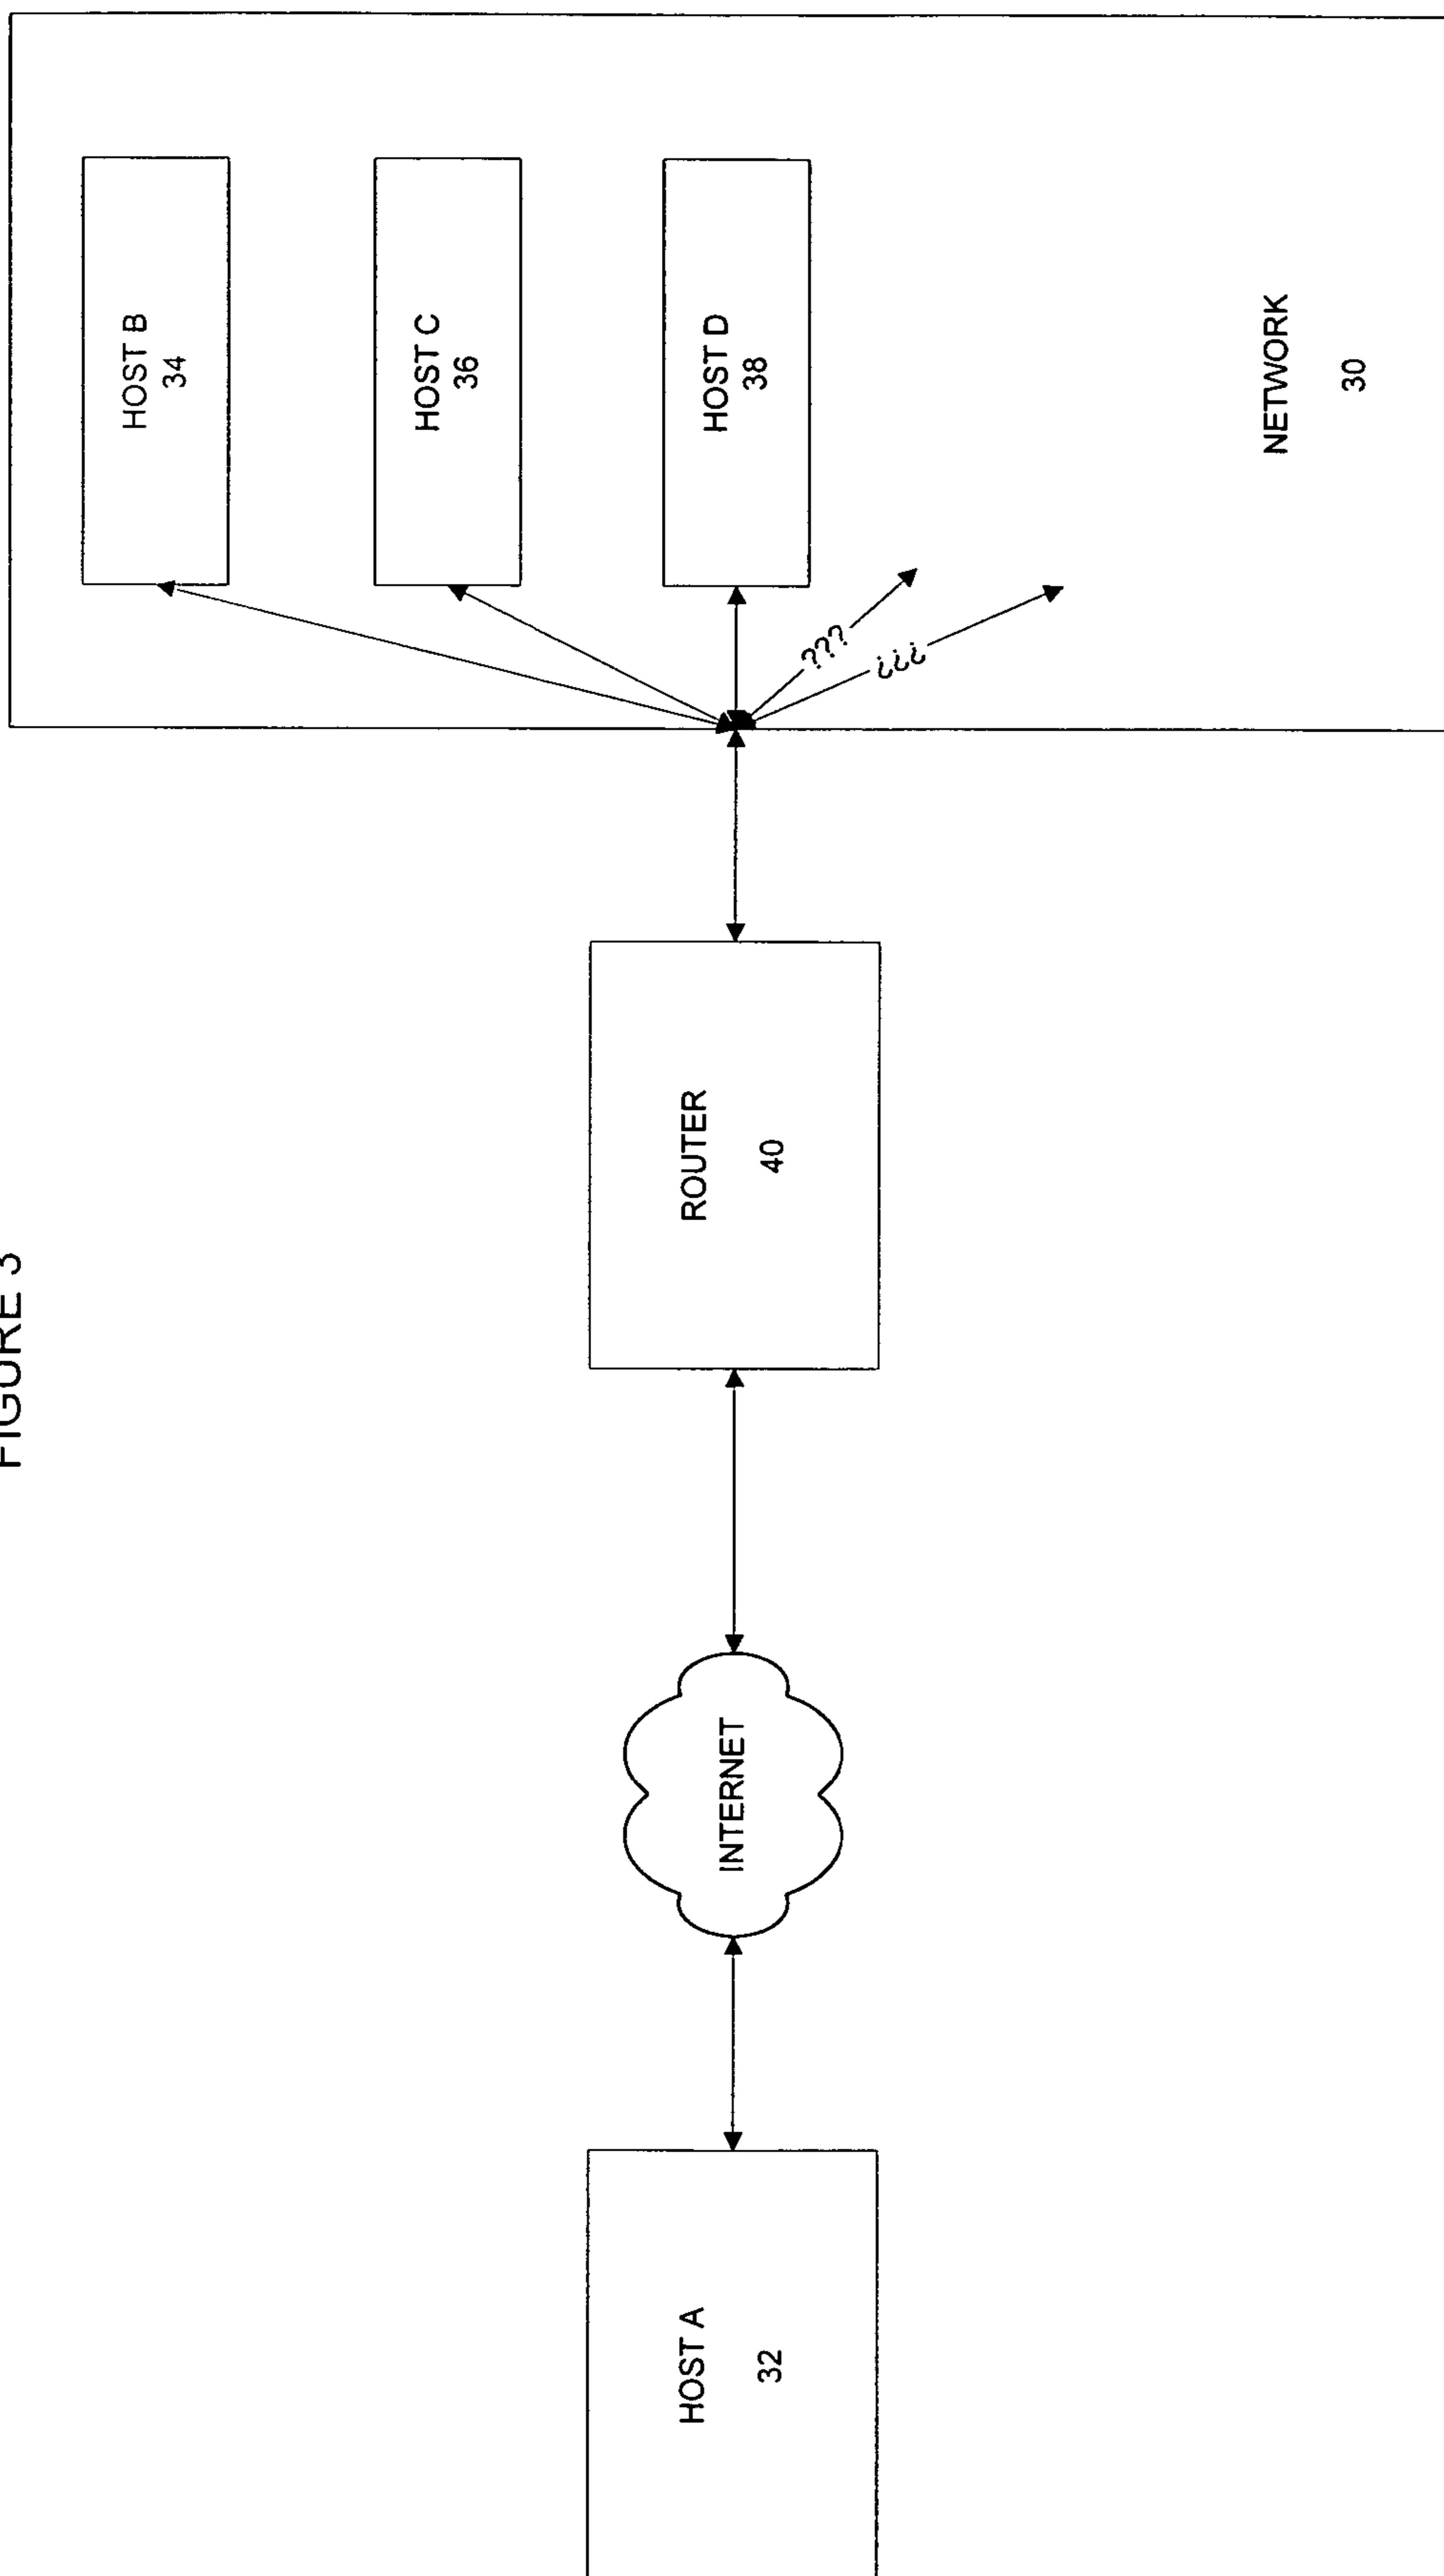 FIGURE 3
HOST B
34
HOST C
36
HOST D
38
???
???
NETWORK
30
ROUTER
40
INTERNET
HOST A
32